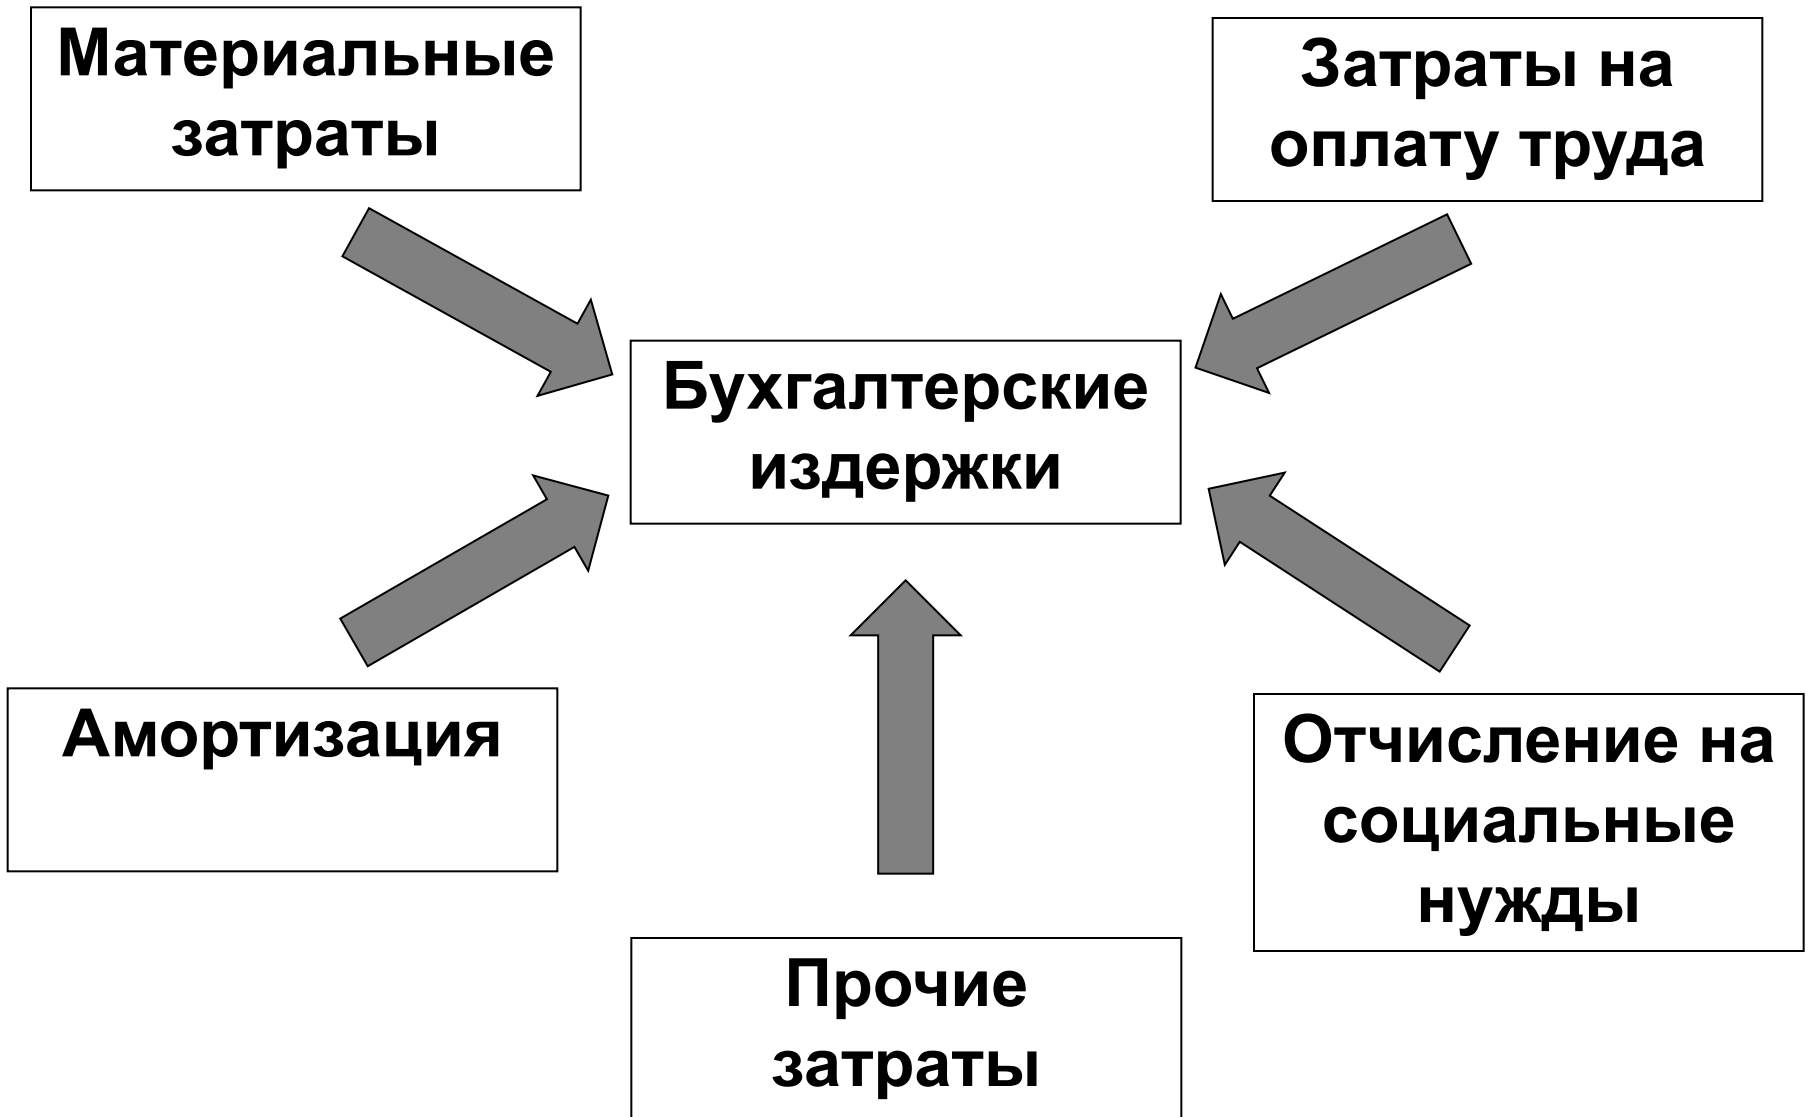 Материальные
затраты
Затраты на
оплату труда
Бухгалтерские
издержки
Амортизация
Отчисление на
социальные
нужды
Прочие
затраты